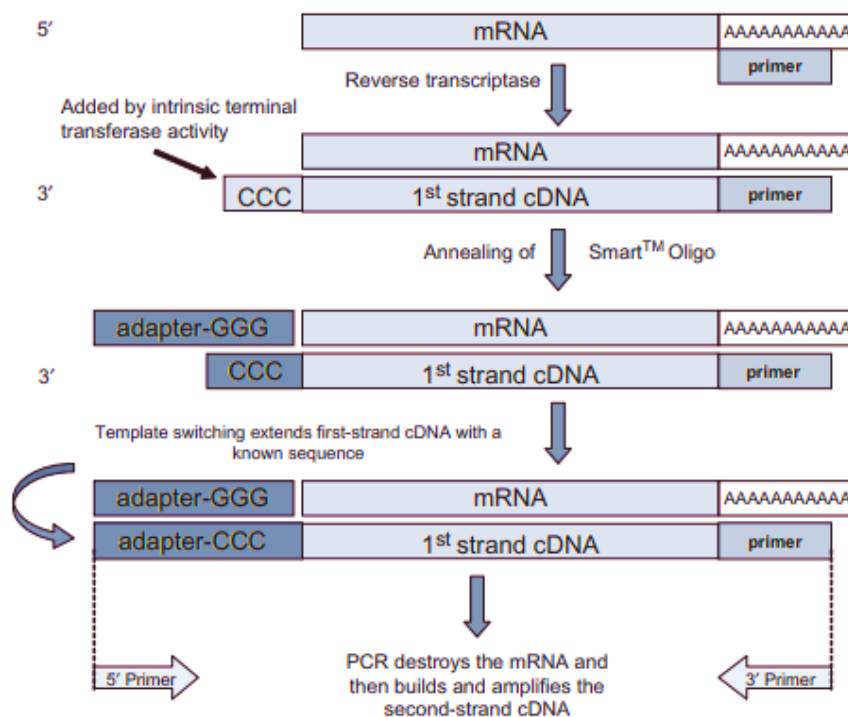 5′ mRNA AAAAAAAAAAA
primer
Reverse transcriptase
Added by intrinsic terminal
transferase activity
mRNA AAAAAAAAAAA
3′ CCC 1st strand cDNA primer
Annealing of Smart™ Oligo
adapter-GGG mRNA AAAAAAAAAAA
3′ CCC 1st strand cDNA primer
Template switching extends first-strand cDNA with a
known sequence
adapter-GGG mRNA AAAAAAAAAAA
adapter-CCC 1st strand cDNA primer
5′ Primer
PCR destroys the mRNA and
then builds and amplifies the
second-strand cDNA
3′ Primer